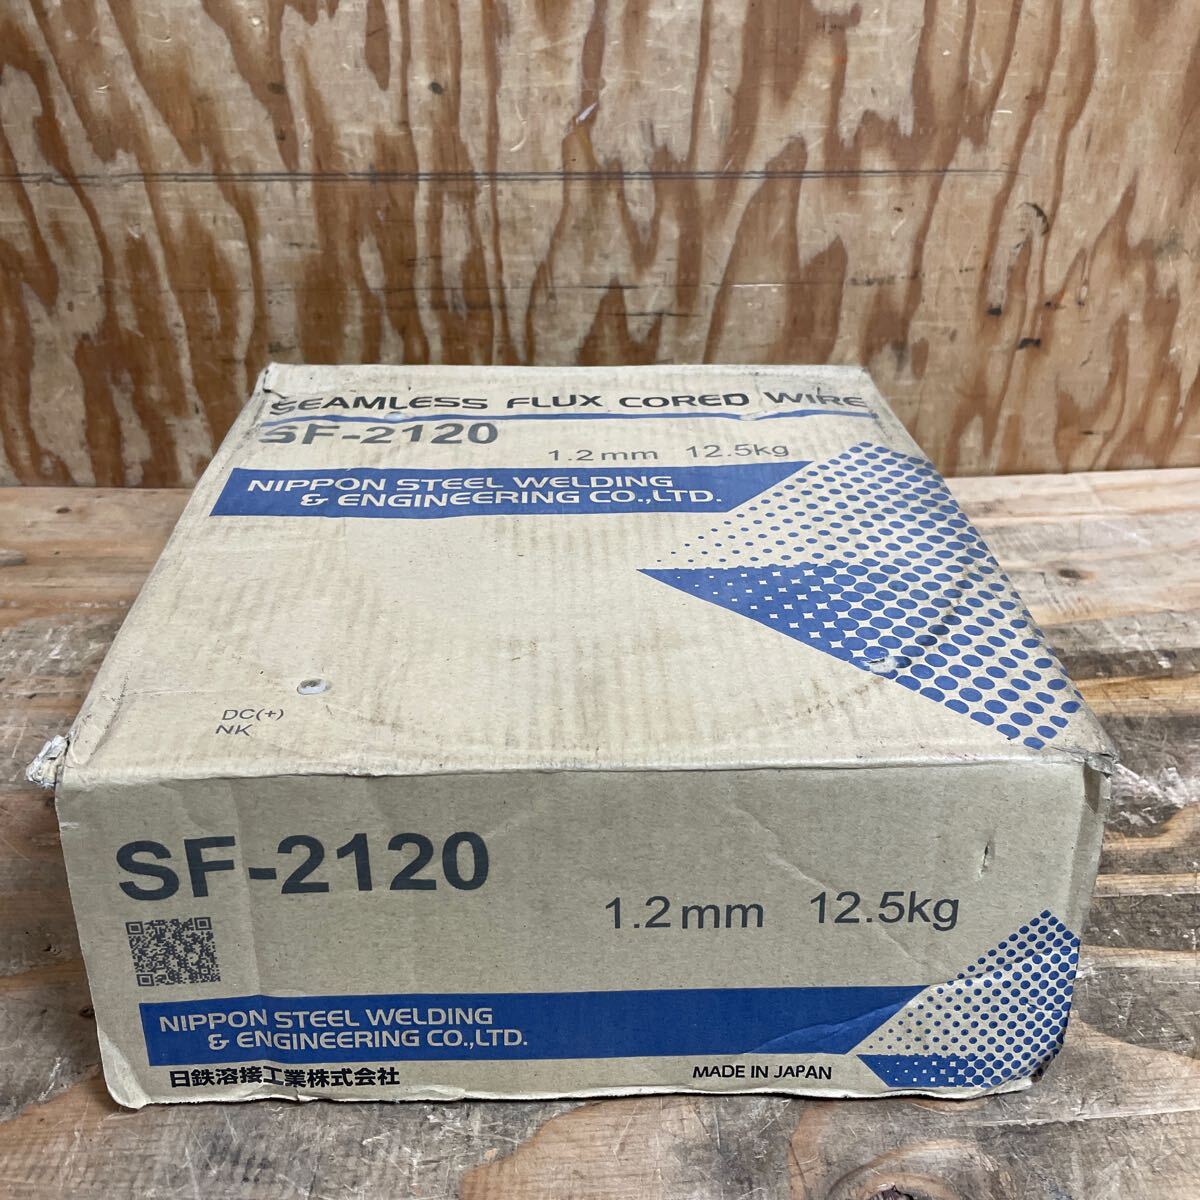 SEAMLESS FLUX CORED WIRE
SF-2120
1.2mm 12.5kg
NIPPON STEEL WELDING
& ENGINEERING CO.,LTD.
DC(+)
NK
SF-2120
1.2mm 12.5kg
NIPPON STEEL WELDING
& ENGINEERING CO.,LTD.
日鉄溶接工業株式会社 MADE IN JAPAN